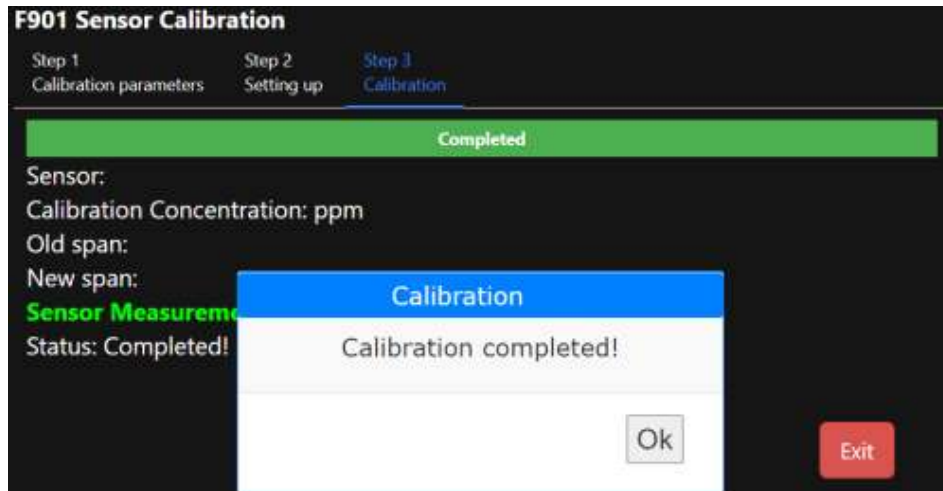 F901 Sensor Calibration
Step 1
Calibration parameters
Step 2
Setting up
Step 3
Calibration
Completed
Sensor:
Calibration Concentration: ppm
Old span:
New span:
Sensor
Status: Completed!
Calibration
Calibration completed!
Ok
Exit